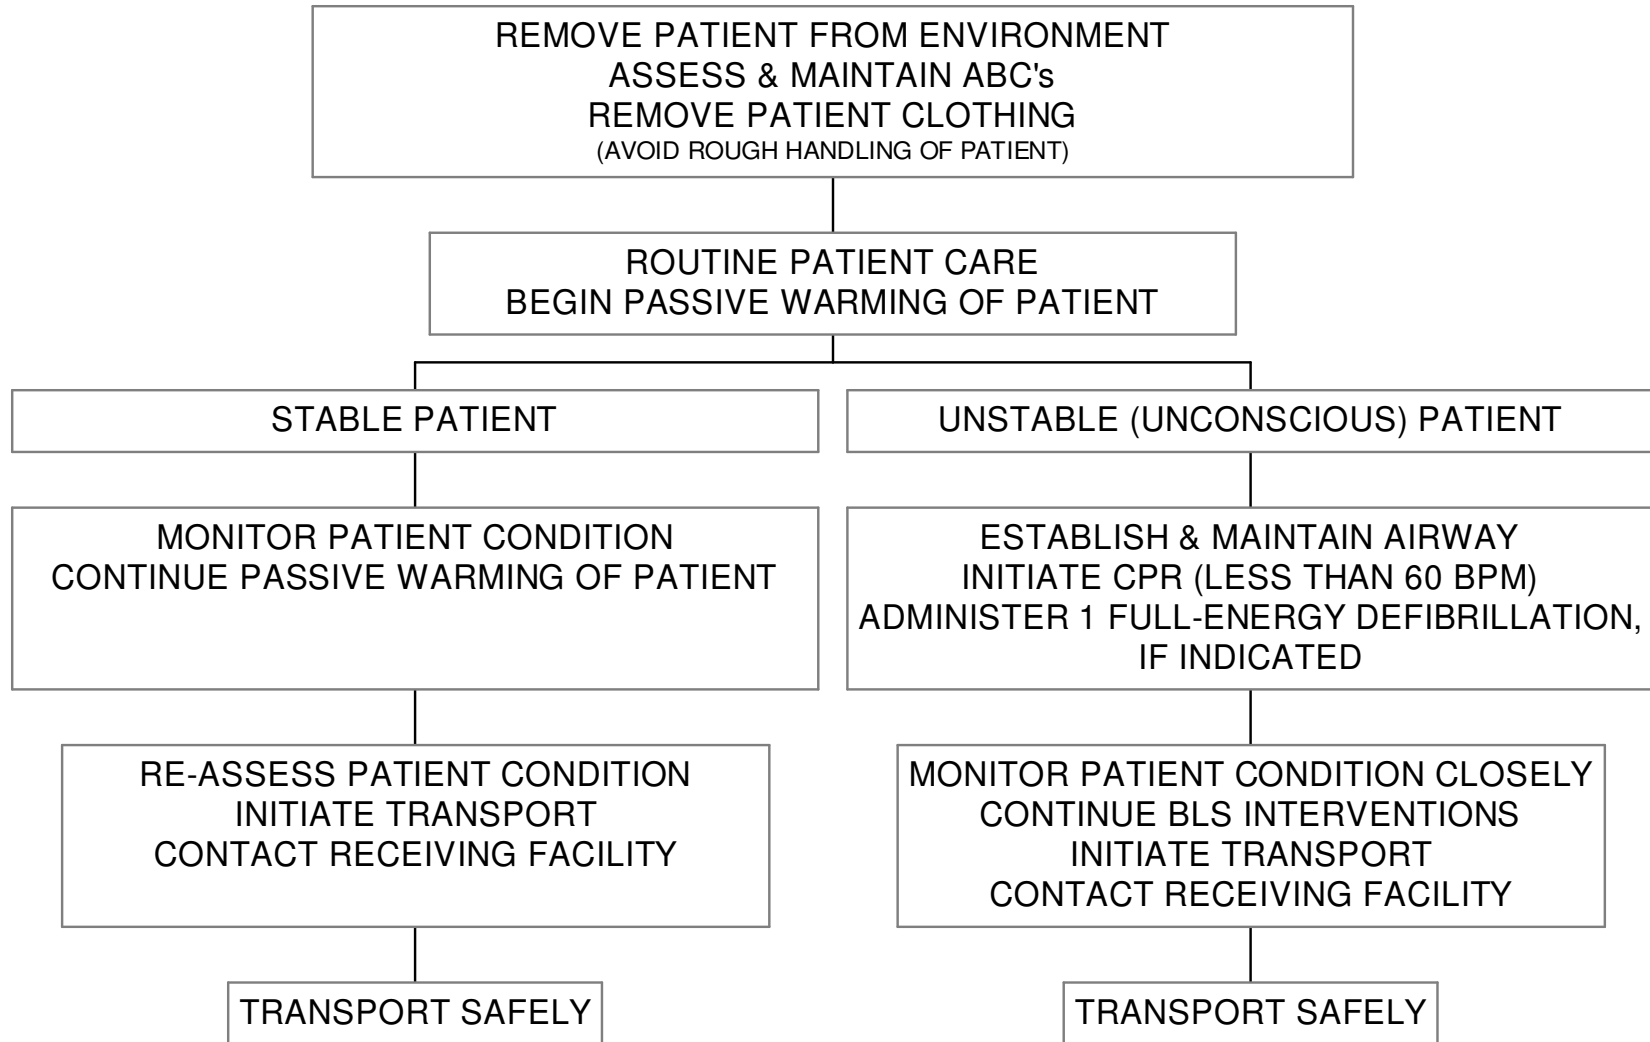 REMOVE PATIENT FROM ENVIRONMENT
ASSESS & MAINTAIN ABC's
REMOVE PATIENT CLOTHING
(AVOID ROUGH HANDLING OF PATIENT)
ROUTINE PATIENT CARE
BEGIN PASSIVE WARMING OF PATIENT
STABLE PATIENT
MONITOR PATIENT CONDITION
CONTINUE PASSIVE WARMING OF PATIENT
RE-ASSESS PATIENT CONDITION
INITIATE TRANSPORT
CONTACT RECEIVING FACILITY
TRANSPORT SAFELY
UNSTABLE (UNCONSCIOUS) PATIENT
ESTABLISH & MAINTAIN AIRWAY
INITIATE CPR (LESS THAN 60 BPM)
ADMINISTER 1 FULL-ENERGY DEFIBRILLATION,
IF INDICATED
MONITOR PATIENT CONDITION CLOSELY
CONTINUE BLS INTERVENTIONS
INITIATE TRANSPORT
CONTACT RECEIVING FACILITY
TRANSPORT SAFELY